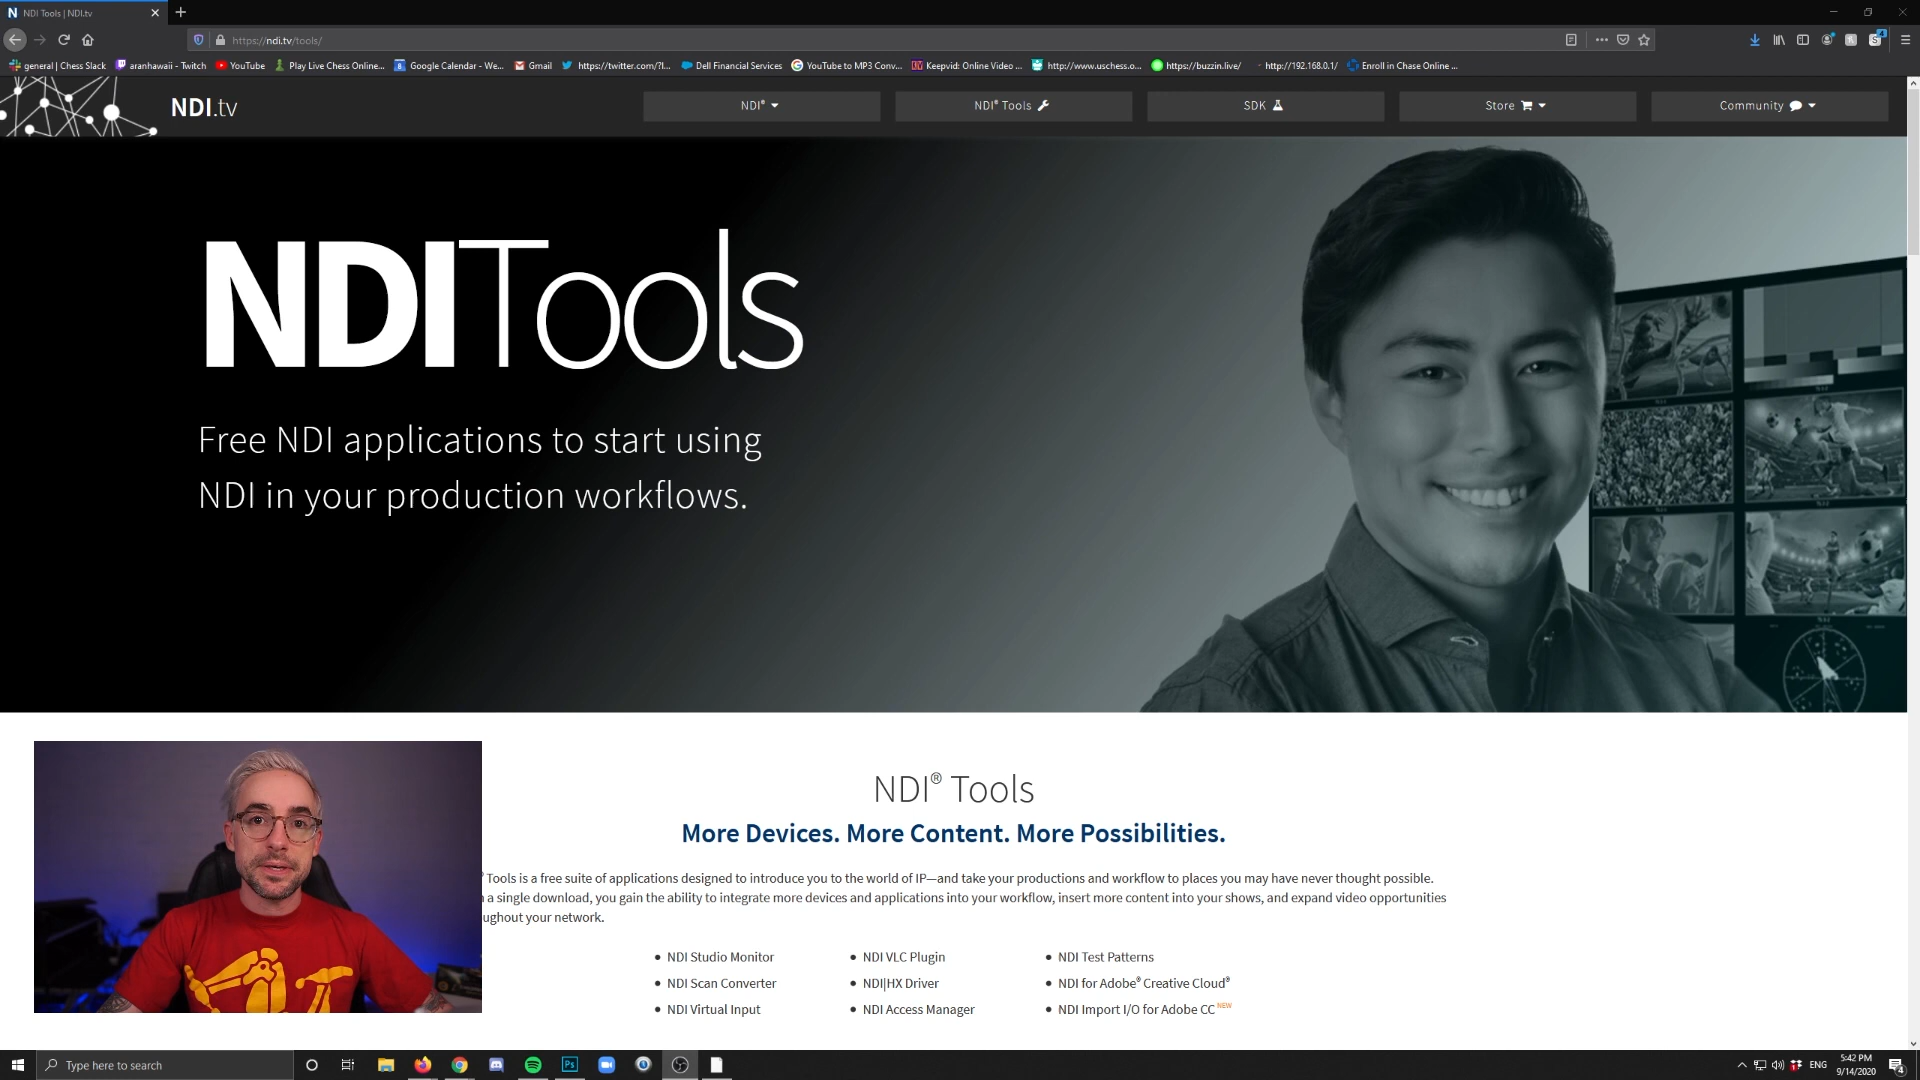 NDI Tools | NDI.tv
https://ndi.tv/tools/
general | Chess Slack
aranhawaii - Twitch
YouTube
Play Live Chess Online...
Google Calendar - We...
Gmail
https://twitter.com/?l...
Dell Financial Services
YouTube to MP3 Conv...
Keepvid: Online Video ...
http://www.uschess.o...
https://buzzin.live/
http://192.168.0.1/
Enroll in Chase Online ...
NDI.tv
NDI®
NDI® Tools
SDK
Store
Community
NDITools
Free NDI applications to start using
NDI in your production workflows.
NDI® Tools
More Devices. More Content. More Possibilities.
Tools is a free suite of applications designed to introduce you to the world of IP—and take your productions and workflow to places you may have never thought possible.
a single download, you gain the ability to integrate more devices and applications into your workflow, insert more content into your shows, and expand video opportunities
ughout your network.
NDI Studio Monitor
NDI Scan Converter
NDI Virtual Input
NDI VLC Plugin
NDI|HX Driver
NDI Access Manager
NDI Test Patterns
NDI for Adobe® Creative Cloud®
NDI Import I/O for Adobe CC NEW
Type here to search
Ps
ENG
5:42 PM
9/14/2020